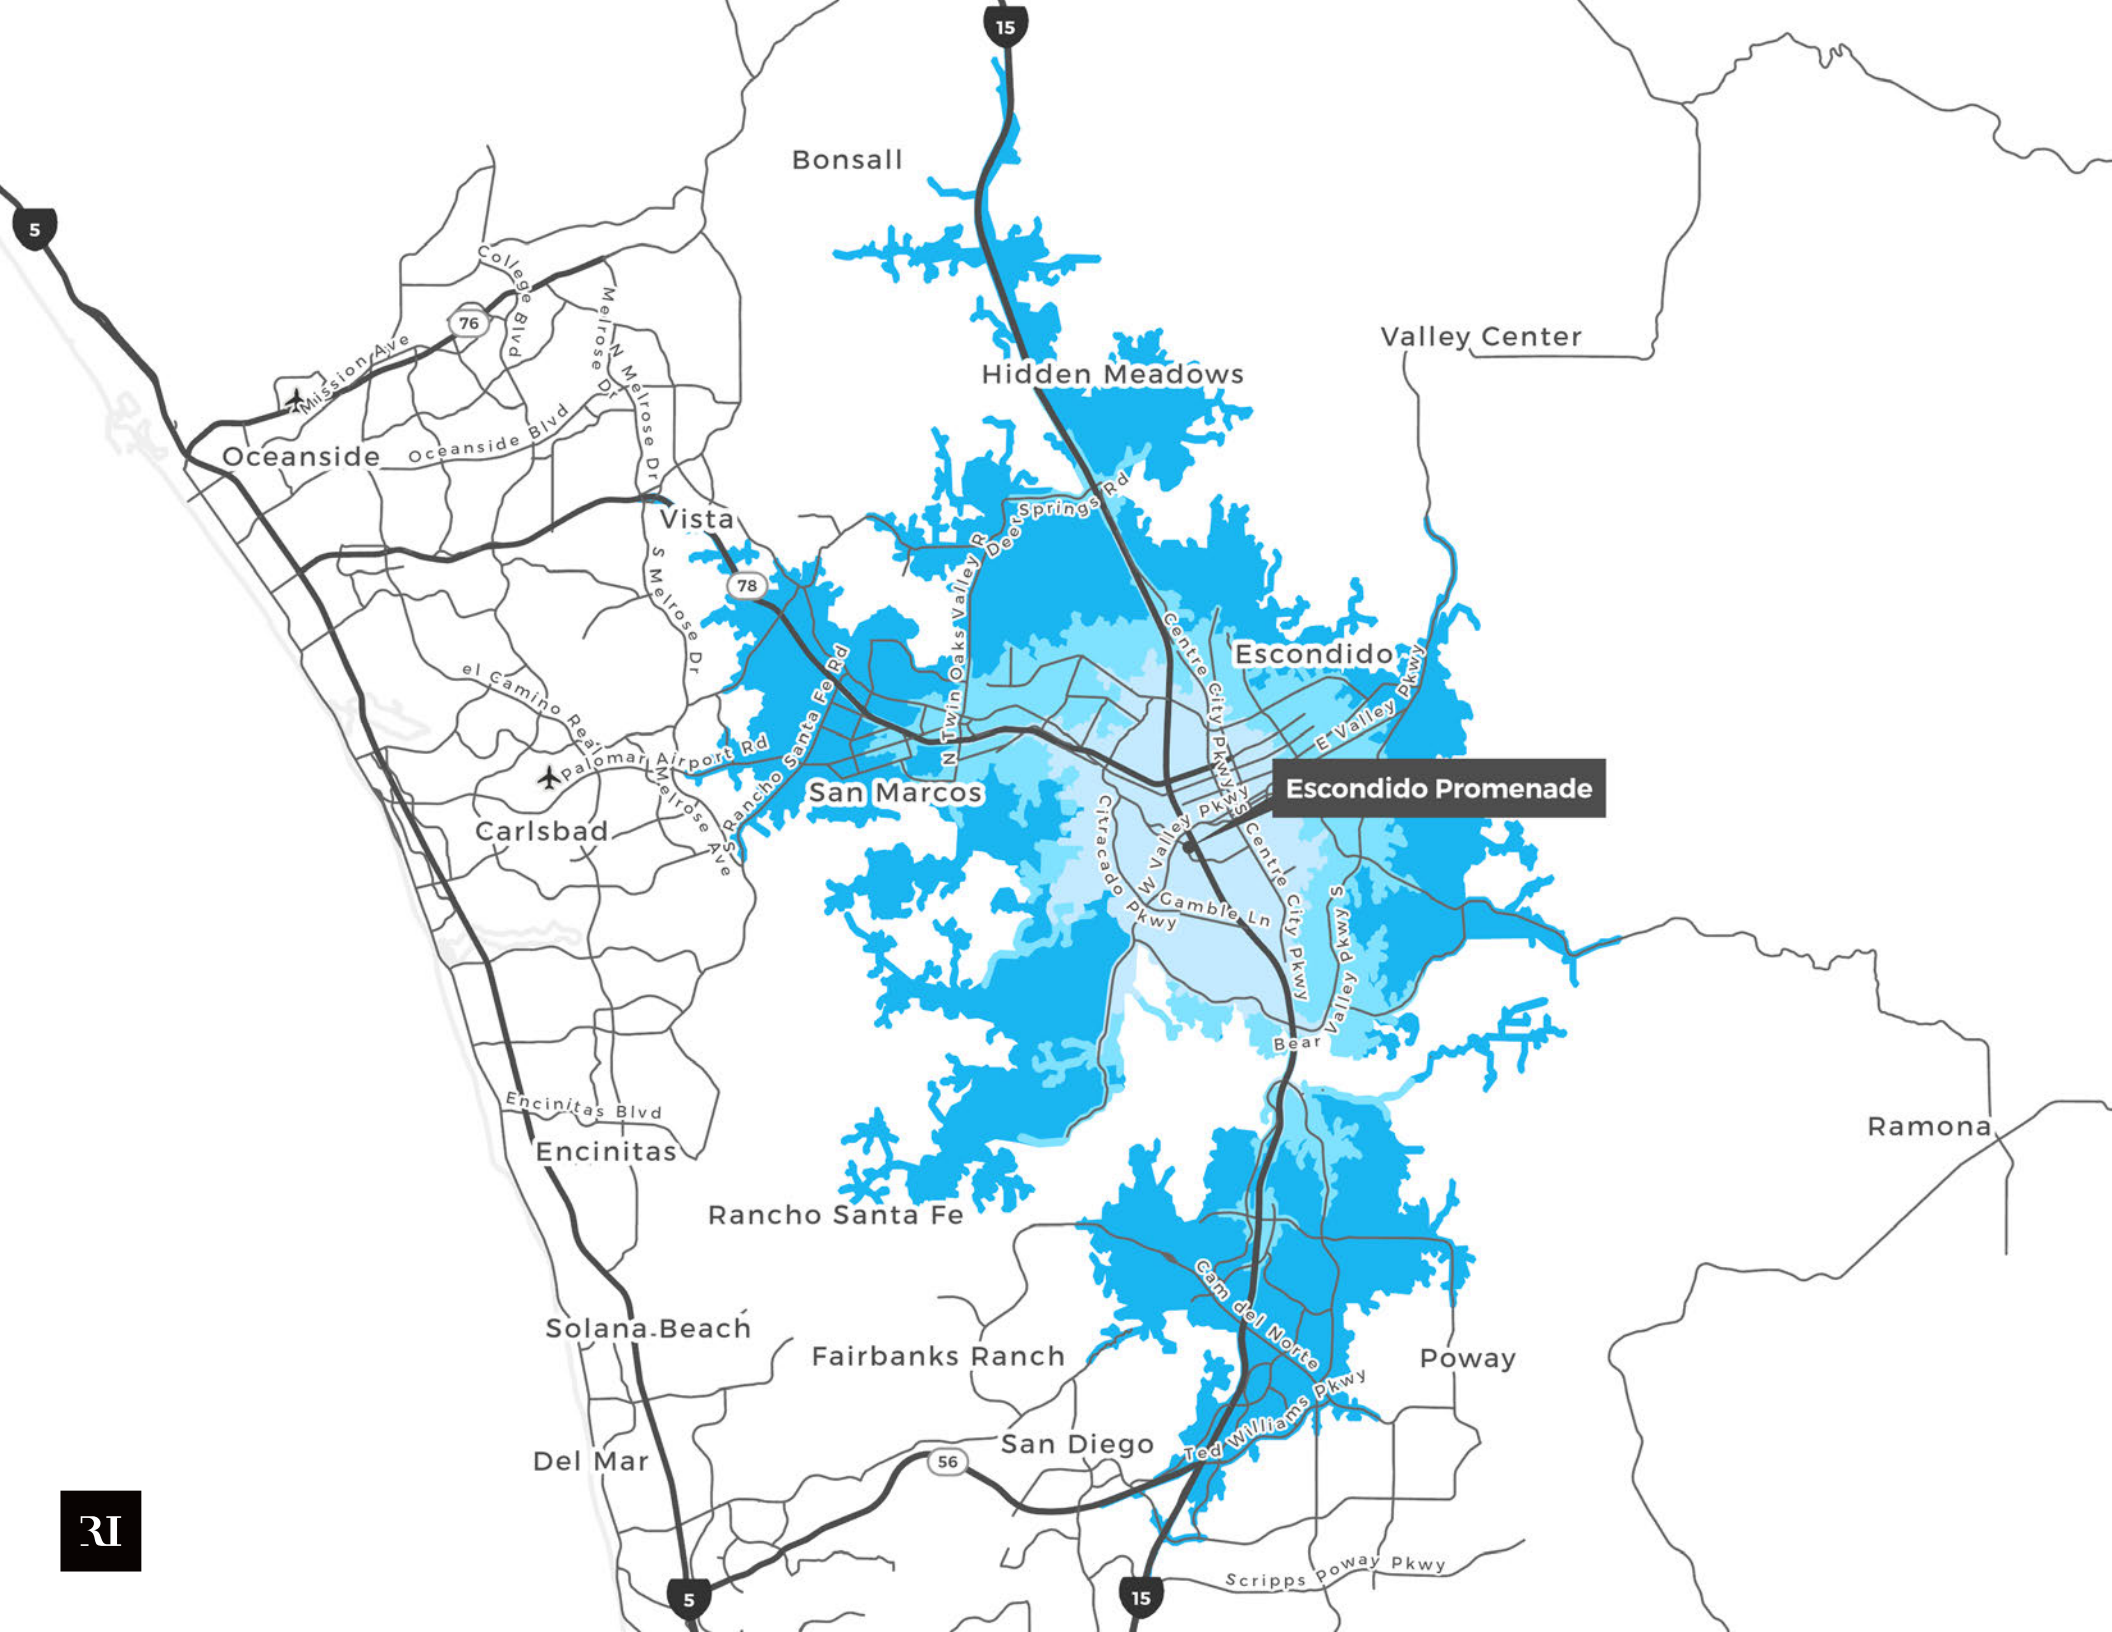 15
Bonsall
5
College Blvd
76
Mission Ave
Melrose Dr
N Melrose Dr
Valley Center
Hidden Meadows
Oceanside
Oceanside Blvd
Vista
Deer Springs Rd
N Twin Oaks Valley R
S Melrose Dr
78
Centre City Pkwy
Escondido
el Camino Real
Palomar Airport Rd
S Rancho Santa Fe Rd
E Valley Pkwy
Melrose Ave
San Marcos
Escondido Promenade
Carlsbad
Citracado Pkwy
W Valley Pkwy
S Centre City Pkwy
Gamble Ln
Bear Valley Pkwy S
Encinitas Blvd
Encinitas
Ramona
Rancho Santa Fe
Cam del Norte
Solana Beach
Fairbanks Ranch
Poway
Ted Williams Pkwy
San Diego
Del Mar
56
RI
Scripps Poway Pkwy
5
15